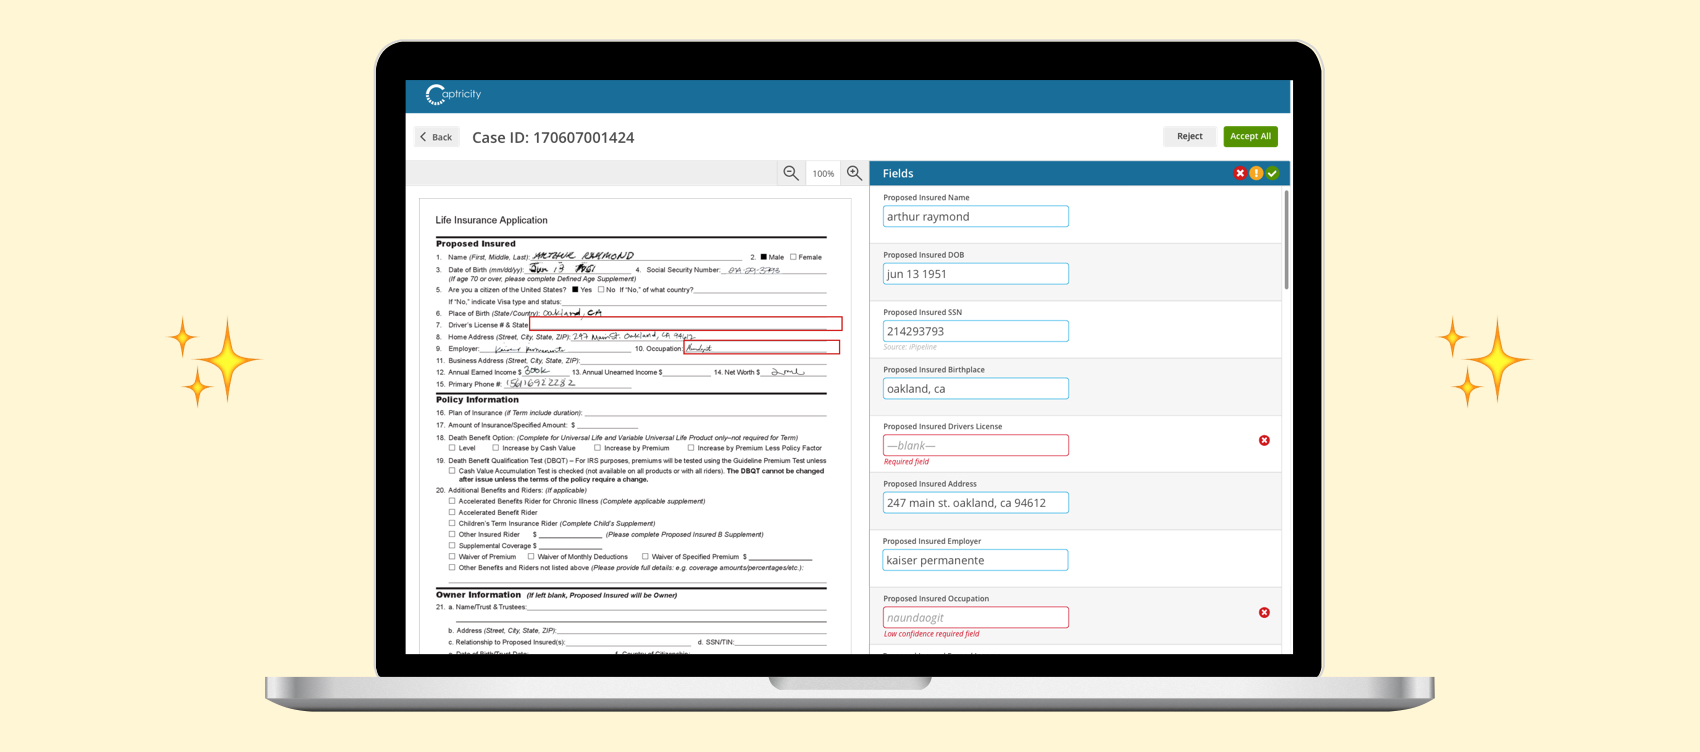 Captricity
Back
Case ID: 170607001424
Reject
Accept All
100%
Fields
Life Insurance Application
Proposed Insured
1. Name (First, Middle, Last): ARTHUR RAYMOND 2. Male Female
3. Date of Birth (mm/dd/yy): Jun 13 4. Social Security Number:
(If age 70 or over, please complete Defined Age Supplement)
5. Are you a citizen of the United States? Yes No If “No,” of what country?
If “No,” indicate Visa type and status:
6. Place of Birth (State/Country): Oakland, CA
7. Driver's License # & State
8. Home Address (Street, City, State, ZIP): 247 Main St. Oakland, CA 94612
9. Employer: Kaiser Permanente 10. Occupation:
11. Business Address (Street, City, State, ZIP):
12. Annual Earned Income $ 300k 13. Annual Unearned Income $ 14. Net Worth $ 2 mil
15. Primary Phone #: 15616922282
Policy Information
16. Plan of Insurance (if Term include duration):
17. Amount of Insurance/Specified Amount: $
18. Death Benefit Option: (Complete for Universal Life and Variable Universal Life Product only–not required for Term)
Level Increase by Cash Value Increase by Premium Increase by Premium Less Policy Factor
19. Death Benefit Qualification Test (DBQT) – For IRS purposes, premiums will be tested using the Guideline Premium Test unless
Cash Value Accumulation Test is checked (not available on all products or with all riders). The DBQT cannot be changed
after issue unless the terms of the policy require a change.
20. Additional Benefits and Riders: (If applicable)
Accelerated Benefits Rider for Chronic Illness (Complete applicable supplement)
Accelerated Benefit Rider
Children's Term Insurance Rider (Complete Child's Supplement)
Other Insured Rider $ (Please complete Proposed Insured B Supplement)
Supplemental Coverage $
Waiver of Premium Waiver of Monthly Deductions Waiver of Specified Premium $
Other Benefits and Riders not listed above (Please provide full details: e.g. coverage amounts/percentages/etc.):
Owner Information (If left blank, Proposed Insured will be Owner)
21. a. Name/Trust & Trustees:
b. Address (Street, City, State, ZIP):
c. Relationship to Proposed Insured(s): d. SSN/TIN:
Proposed Insured Name
arthur raymond
Proposed Insured DOB
jun 13 1951
Proposed Insured SSN
214293793
Source: iPipeline
Proposed Insured Birthplace
oakland, ca
Proposed Insured Drivers License
—blank—
Required field
Proposed Insured Address
247 main st. oakland, ca 94612
Proposed Insured Employer
kaiser permanente
Proposed Insured Occupation
naundaogit
Low confidence required field